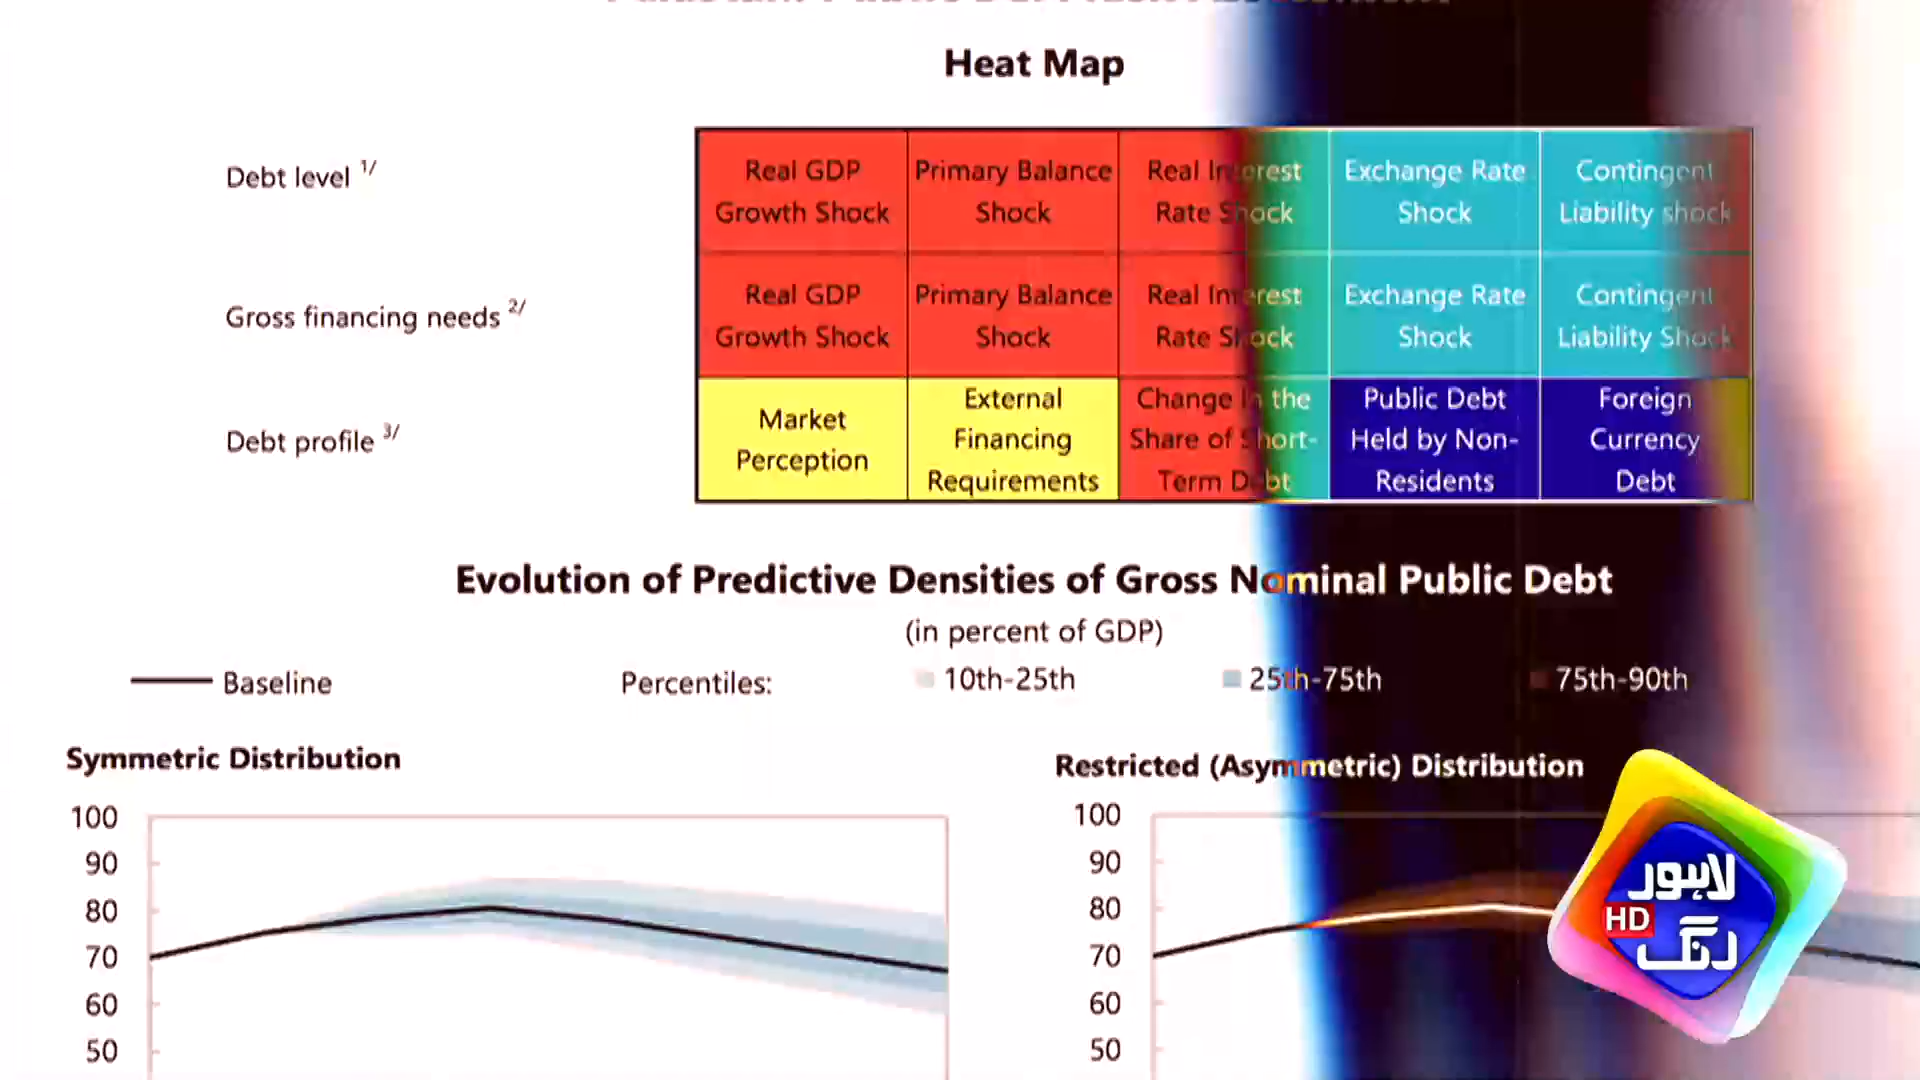 Heat Map
Debt level 1/
Real GDP Growth Shock
Primary Balance Shock
Real Interest Rate Shock
Exchange Rate Shock
Contingent Liability shock
Gross financing needs 2/
Real GDP Growth Shock
Primary Balance Shock
Real Interest Rate Shock
Exchange Rate Shock
Contingent Liability Shock
Debt profile 3/
Market Perception
External Financing Requirements
Change in the Share of Short-Term Debt
Public Debt Held by Non-Residents
Foreign Currency Debt
Evolution of Predictive Densities of Gross Nominal Public Debt
(in percent of GDP)
Baseline
Percentiles:
10th-25th
25th-75th
75th-90th
Symmetric Distribution
100
90
80
70
60
50
Restricted (Asymmetric) Distribution
100
90
80
70
60
50
لاہور
HD
رنگ